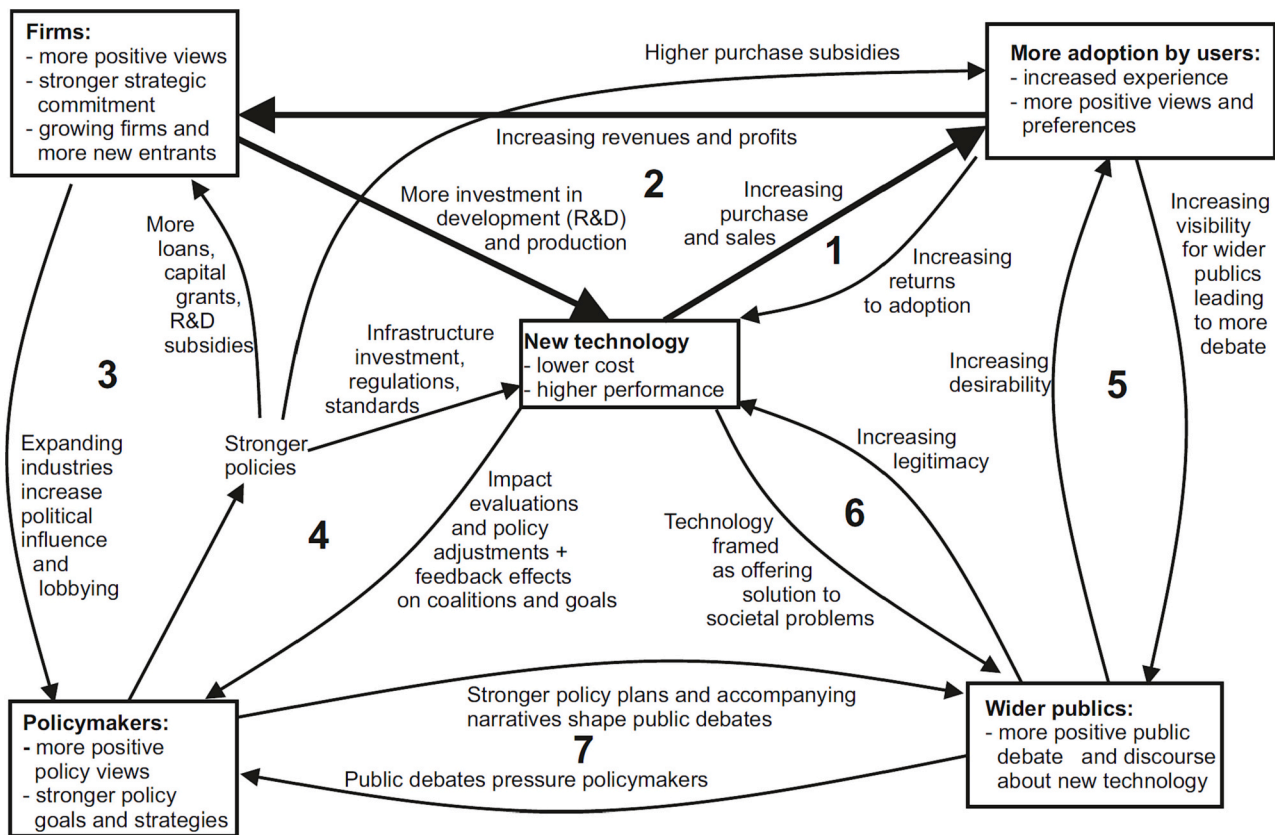 Firms:
- more positive views
- stronger strategic
commitment
- growing firms and
more new entrants
Higher purchase subsidies
More adoption by users:
- increased experience
- more positive views and
preferences
Increasing revenues and profits
2
More investment in
development (R&D)
and production
Increasing
purchase
and sales
1
Increasing
returns
to adoption
Increasing
visibility
for wider
publics
leading
to more
debate
More
loans,
capital
grants,
R&D
subsidies
3
Infrastructure
investment,
regulations,
standards
New technology
- lower cost
- higher performance
Increasing
desirability
5
Expanding
industries
increase
political
influence
and
lobbying
Stronger
policies
4
Impact
evaluations
and policy
adjustments +
feedback effects
on coalitions and goals
Increasing
legitimacy
6
Technology
framed
as offering
solution to
societal problems
Policymakers:
- more positive
policy views
- stronger policy
goals and strategies
Stronger policy plans and accompanying
narratives shape public debates
7
Public debates pressure policymakers
Wider publics:
- more positive public
debate and discourse
about new technology